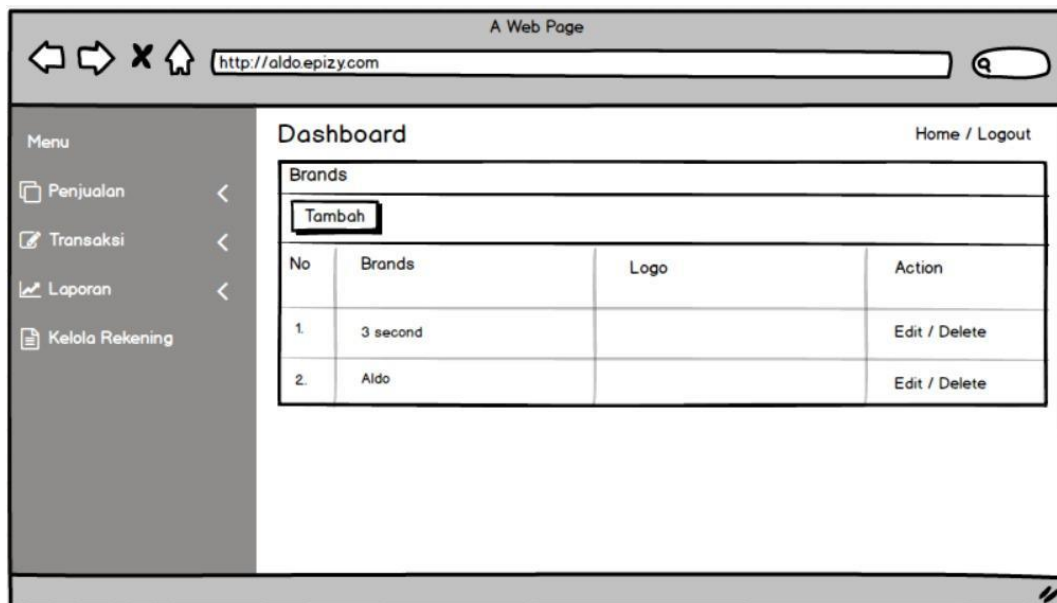 A Web Page
http://aldo.epizy.com
Menu
Penjualan
Transaksi
Laporan
Kelola Rekening
Dashboard
Home / Logout
Brands
Tambah
No Brands Logo Action
1. 3 second Edit / Delete
2. Aldo Edit / Delete